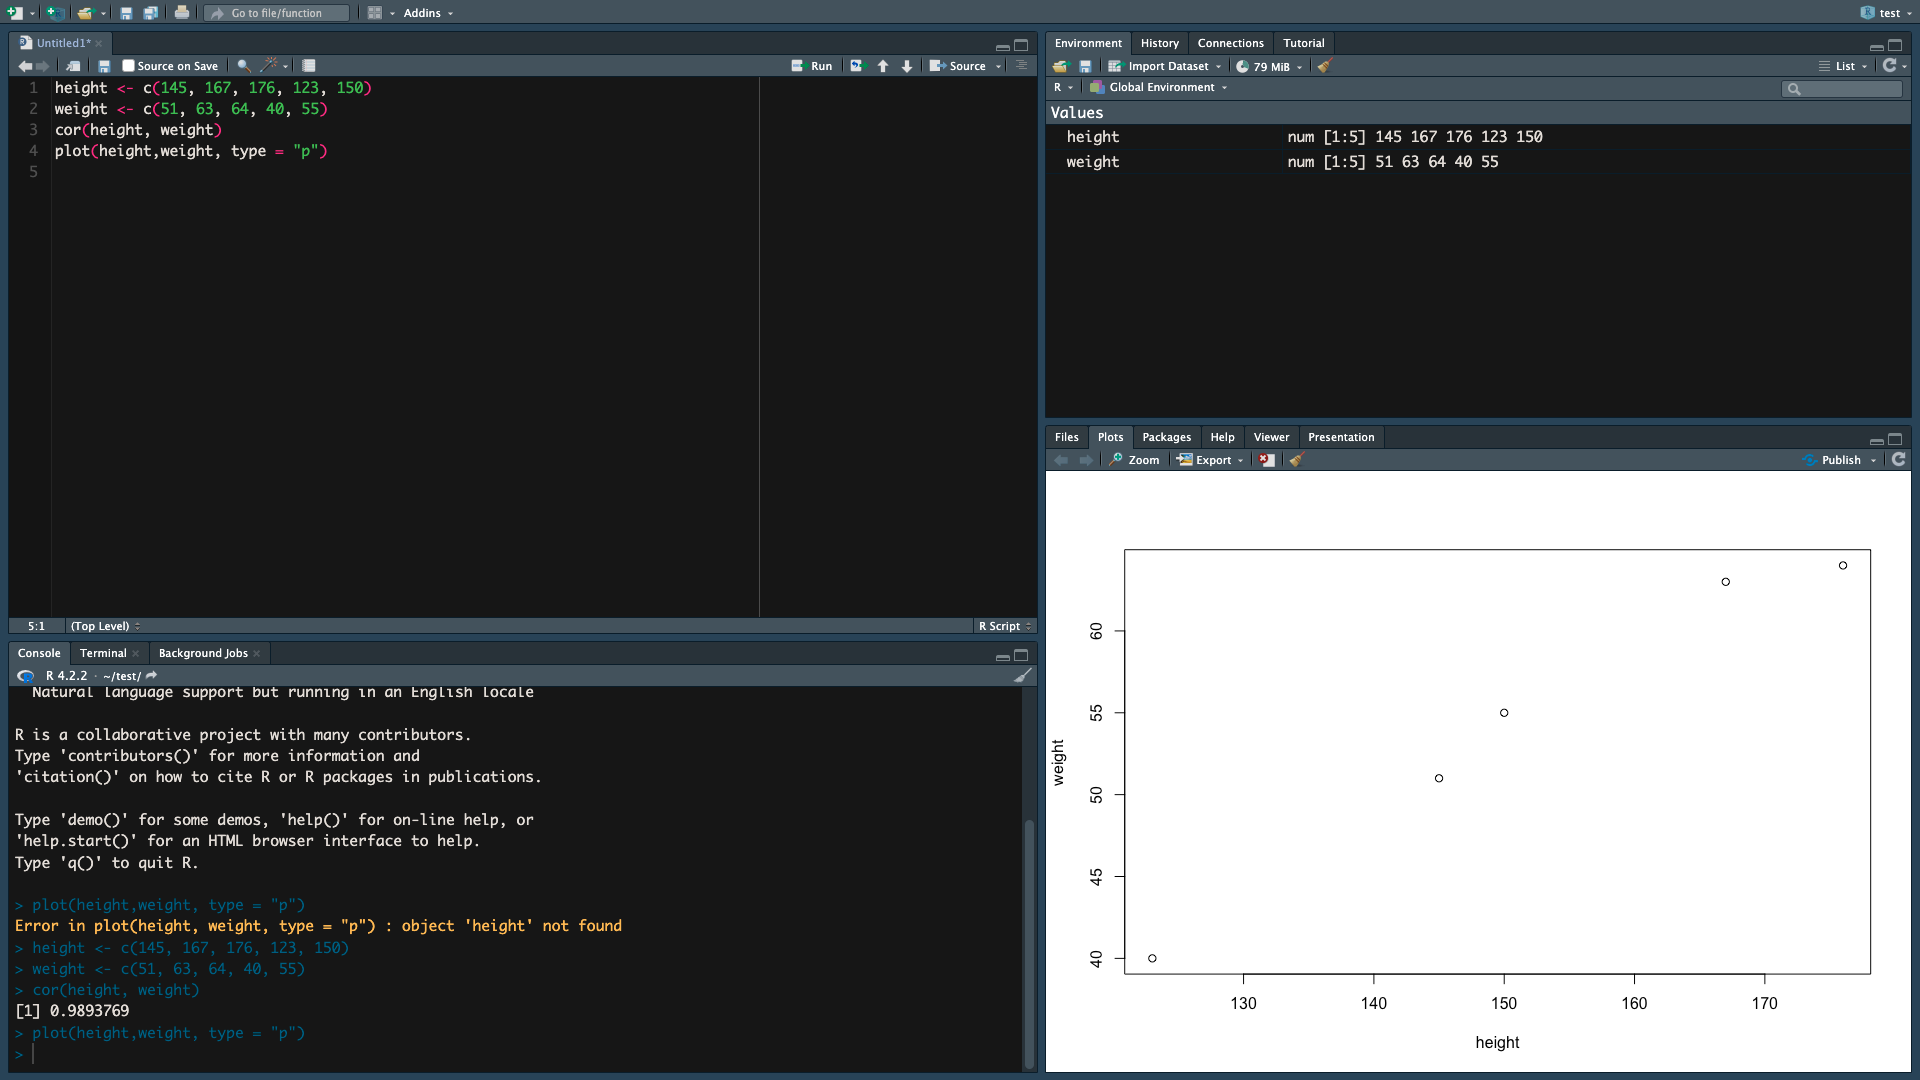 Go to file/function
Addins
test
Untitled1*
Source on Save
Run
Source
1 height <- c(145, 167, 176, 123, 150)
2 weight <- c(51, 63, 64, 40, 55)
3 cor(height, weight)
4 plot(height,weight, type = "p")
5
5:1 (Top Level) R Script
Console Terminal Background Jobs
R 4.2.2 · ~/test/
Natural language support but running in an English locale
R is a collaborative project with many contributors.
Type 'contributors()' for more information and
'citation()' on how to cite R or R packages in publications.
Type 'demo()' for some demos, 'help()' for on-line help, or
'help.start()' for an HTML browser interface to help.
Type 'q()' to quit R.
> plot(height,weight, type = "p")
Error in plot(height, weight, type = "p") : object 'height' not found
> height <- c(145, 167, 176, 123, 150)
> weight <- c(51, 63, 64, 40, 55)
> cor(height, weight)
[1] 0.9893769
> plot(height,weight, type = "p")
>
Environment History Connections Tutorial
Import Dataset 79 MiB List
R Global Environment
Values
height num [1:5] 145 167 176 123 150
weight num [1:5] 51 63 64 40 55
Files Plots Packages Help Viewer Presentation
Zoom Export Publish
60
55
50
45
40
weight
130 140 150 160 170
height